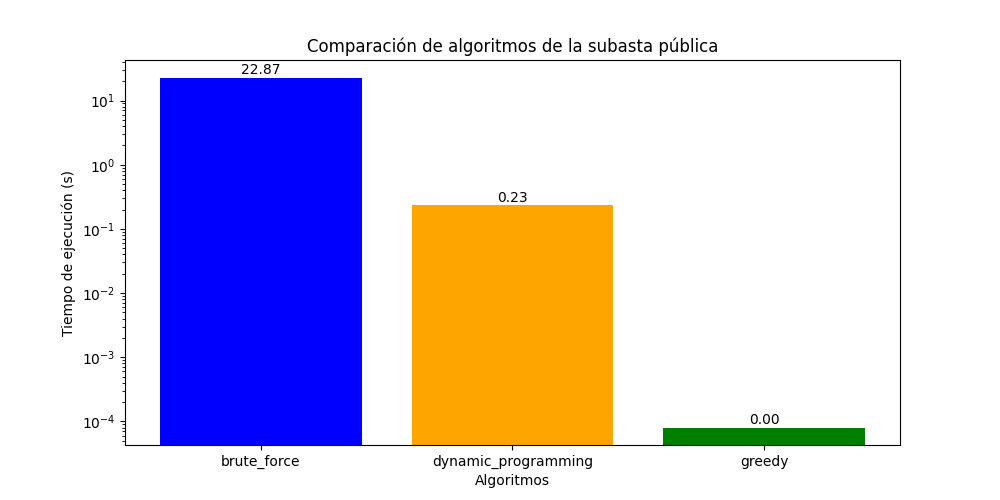 Comparación de algoritmos de la subasta pública
22.87
0.23
0.00
10¹
10⁰
10⁻¹
10⁻²
10⁻³
10⁻⁴
Tiempo de ejecución (s)
brute_force
dynamic_programming
greedy
Algoritmos